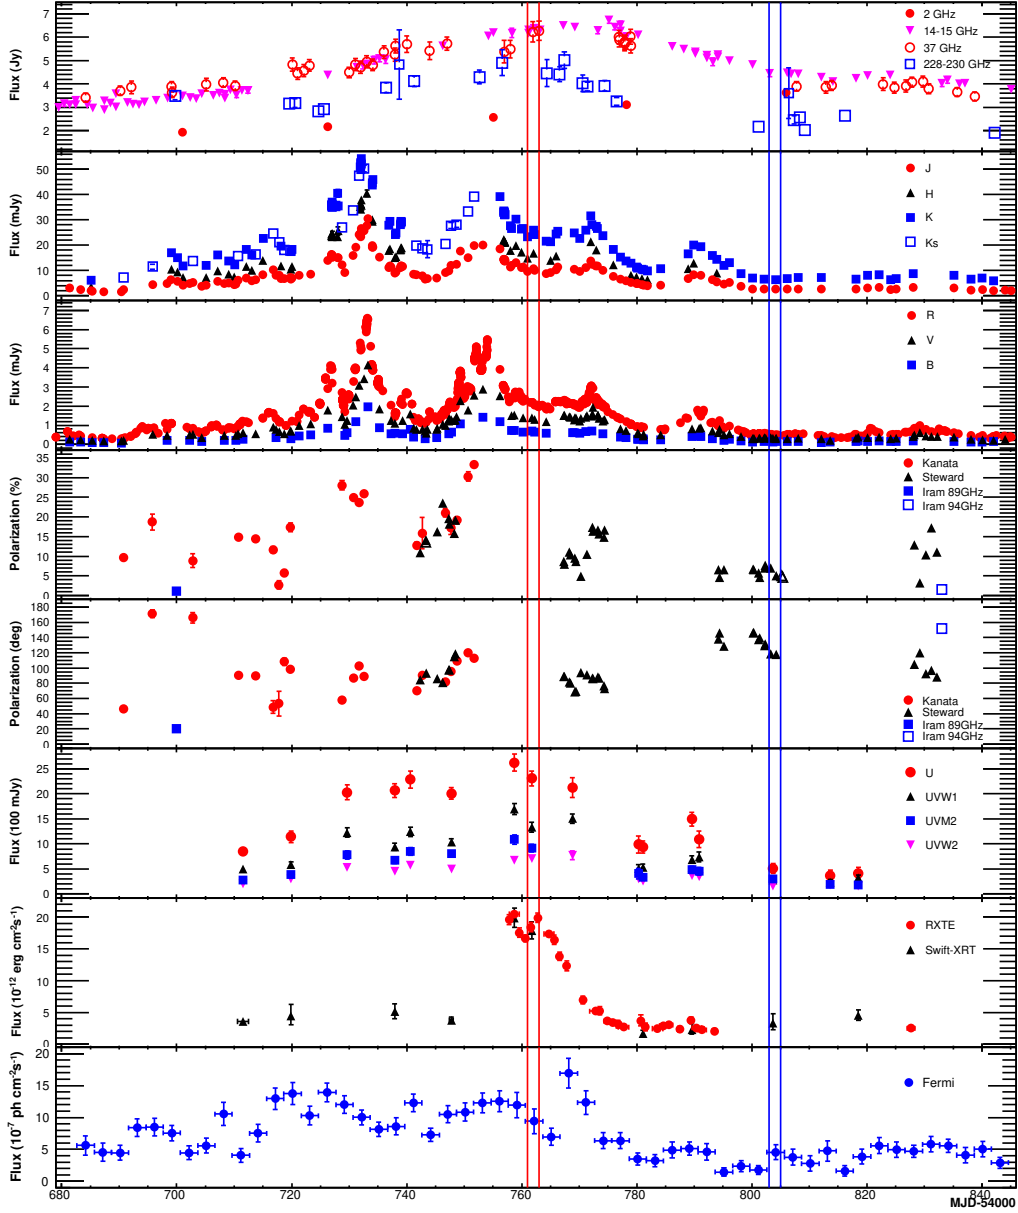 Flux (Jy)
7
6
5
4
3
2
2 GHz
14-15 GHz
37 GHz
228-230 GHz
Flux (mJy)
50
40
30
20
10
0
J
H
K
Ks
Flux (mJy)
7
6
5
4
3
2
1
0
R
V
B
Polarization (%)
35
30
25
20
15
10
5
0
Kanata
Steward
Iram 89GHz
Iram 94GHz
Polarization (deg)
180
160
140
120
100
80
60
40
20
0
Kanata
Steward
Iram 89GHz
Iram 94GHz
Flux (100 mJy)
25
20
15
10
5
0
U
UVW1
UVM2
UVW2
Flux (10⁻¹² erg cm⁻²s⁻¹)
20
15
10
5
0
RXTE
Swift-XRT
Flux (10⁻⁷ ph cm⁻²s⁻¹)
20
15
10
5
0
Fermi
680 700 720 740 760 780 800 820 840
MJD-54000